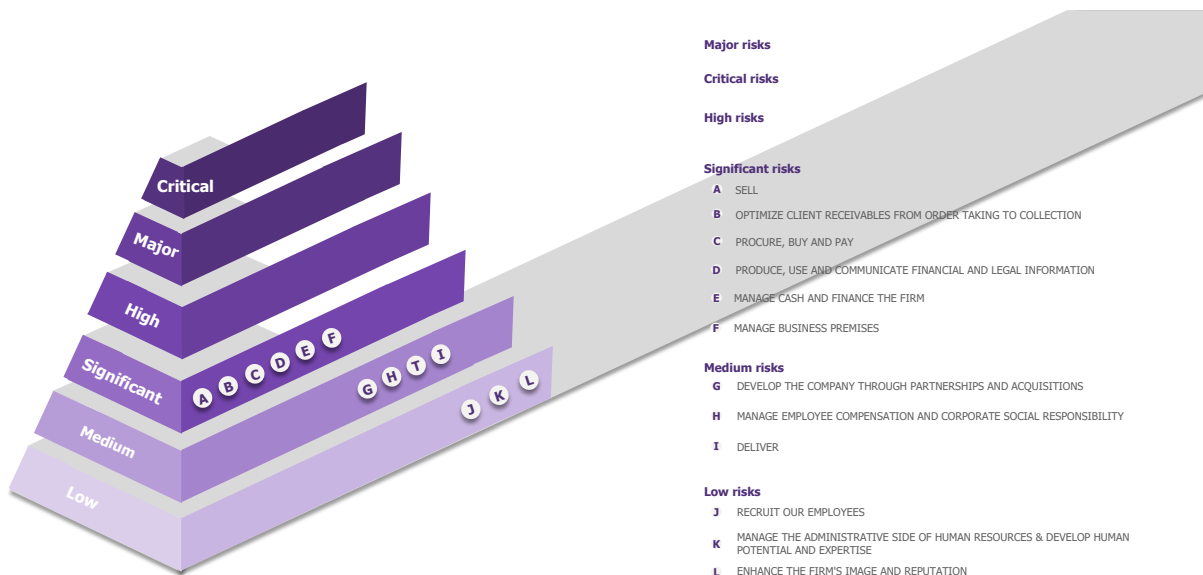 Critical
Major
High
Significant
Medium
Low
A B C D E F
G H T I
J K L
Major risks
Critical risks
High risks
Significant risks
A SELL
B OPTIMIZE CLIENT RECEIVABLES FROM ORDER TAKING TO COLLECTION
C PROCURE, BUY AND PAY
D PRODUCE, USE AND COMMUNICATE FINANCIAL AND LEGAL INFORMATION
E MANAGE CASH AND FINANCE THE FIRM
F MANAGE BUSINESS PREMISES
Medium risks
G DEVELOP THE COMPANY THROUGH PARTNERSHIPS AND ACQUISITIONS
H MANAGE EMPLOYEE COMPENSATION AND CORPORATE SOCIAL RESPONSIBILITY
I DELIVER
Low risks
J RECRUIT OUR EMPLOYEES
K MANAGE THE ADMINISTRATIVE SIDE OF HUMAN RESOURCES & DEVELOP HUMAN
POTENTIAL AND EXPERTISE
L ENHANCE THE FIRM'S IMAGE AND REPUTATION